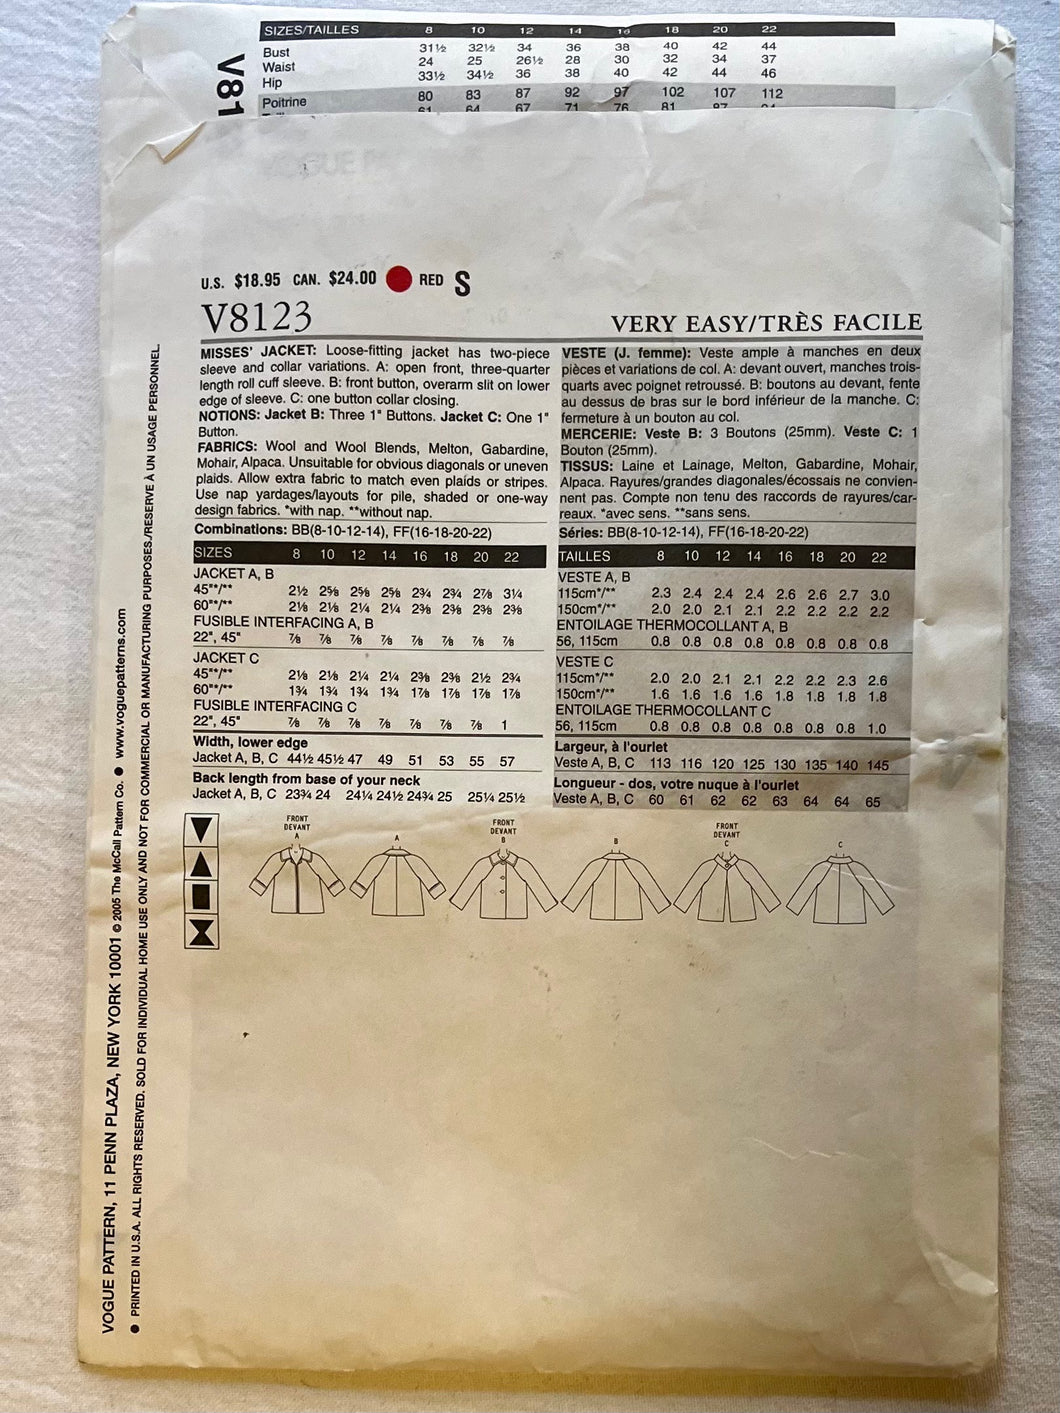 SIZES/TAILLES 8 10 12 14 16 18 20 22
Bust 31½ 32½ 34 36 38 40 42 44
Waist 24 25 26½ 28 30 32 34 37
Hip 33½ 34½ 36 38 40 42 44 46
Poitrine 80 83 87 92 97 102 107 112
61 64 67 71 76 81 87 94
V81
U.S. $18.95 CAN. $24.00 RED S
V8123
VERY EASY/TRÈS FACILE
MISSES' JACKET: Loose-fitting jacket has two-piece
sleeve and collar variations. A: open front, three-quarter
length roll cuff sleeve. B: front button, overarm slit on lower
edge of sleeve. C: one button collar closing.
NOTIONS: Jacket B: Three 1" Buttons. Jacket C: One 1"
Button.
FABRICS: Wool and Wool Blends, Melton, Gabardine,
Mohair, Alpaca. Unsuitable for obvious diagonals or uneven
plaids. Allow extra fabric to match even plaids or stripes.
Use nap yardages/layouts for pile, shaded or one-way
design fabrics. *with nap. **without nap.
Combinations: BB(8-10-12-14), FF(16-18-20-22)
SIZES 8 10 12 14 16 18 20 22
JACKET A, B
45"*/** 2½ 2⅝ 2⅝ 2⅝ 2¾ 2¾ 2⅞ 3¼
60"*/** 2⅛ 2⅛ 2¼ 2¼ 2⅜ 2⅜ 2⅜ 2⅜
FUSIBLE INTERFACING A, B
22", 45" ⅞ ⅞ ⅞ ⅞ ⅞ ⅞ ⅞ ⅞
JACKET C
45"*/** 2⅛ 2⅛ 2¼ 2¼ 2⅜ 2⅜ 2½ 2¾
60"*/** 1¾ 1¾ 1¾ 1¾ 1⅞ 1⅞ 1⅞ 1⅞
FUSIBLE INTERFACING C
22", 45" ⅞ ⅞ ⅞ ⅞ ⅞ ⅞ ⅞ 1
Width, lower edge
Jacket A, B, C 44½ 45½ 47 49 51 53 55 57
Back length from base of your neck
Jacket A, B, C 23¾ 24 24¼ 24½ 24¾ 25 25¼ 25½
VESTE (J. femme): Veste ample à manches en deux
pièces et variations de col. A: devant ouvert, manches trois-
quarts avec poignet retroussé. B: boutons au devant, fente
au dessus de bras sur le bord inférieur de la manche. C:
fermeture à un bouton au col.
MERCERIE: Veste B: 3 Boutons (25mm). Veste C: 1
Bouton (25mm).
TISSUS: Laine et Lainage, Melton, Gabardine, Mohair,
Alpaca. Rayures/grandes diagonales/écossais ne convien-
nent pas. Compte non tenu des raccords de rayures/car-
reaux. *avec sens. **sans sens.
Séries: BB(8-10-12-14), FF(16-18-20-22)
TAILLES 8 10 12 14 16 18 20 22
VESTE A, B
115cm*/** 2.3 2.4 2.4 2.4 2.6 2.6 2.7 3.0
150cm*/** 2.0 2.0 2.1 2.1 2.2 2.2 2.2 2.2
ENTOILAGE THERMOCOLLANT A, B
56, 115cm 0.8 0.8 0.8 0.8 0.8 0.8 0.8 0.8
VESTE C
115cm*/** 2.0 2.0 2.1 2.1 2.2 2.2 2.3 2.6
150cm*/** 1.6 1.6 1.6 1.6 1.8 1.8 1.8 1.8
ENTOILAGE THERMOCOLLANT C
56, 115cm 0.8 0.8 0.8 0.8 0.8 0.8 0.8 1.0
Largeur, à l'ourlet
Veste A, B, C 113 116 120 125 130 135 140 145
Longueur - dos, votre nuque à l'ourlet
Veste A, B, C 60 61 62 62 63 64 64 65
FRONT
DEVANT
A
A
FRONT
DEVANT
B
B
FRONT
DEVANT
C
C
VOGUE PATTERN, 11 PENN PLAZA, NEW YORK 10001 © 2005 The McCall Pattern Co. ● www.voguepatterns.com
● PRINTED IN U.S.A. ALL RIGHTS RESERVED. SOLD FOR INDIVIDUAL HOME USE ONLY AND NOT FOR COMMERCIAL OR MANUFACTURING PURPOSES./RESERVE À UN USAGE PERSONNEL.